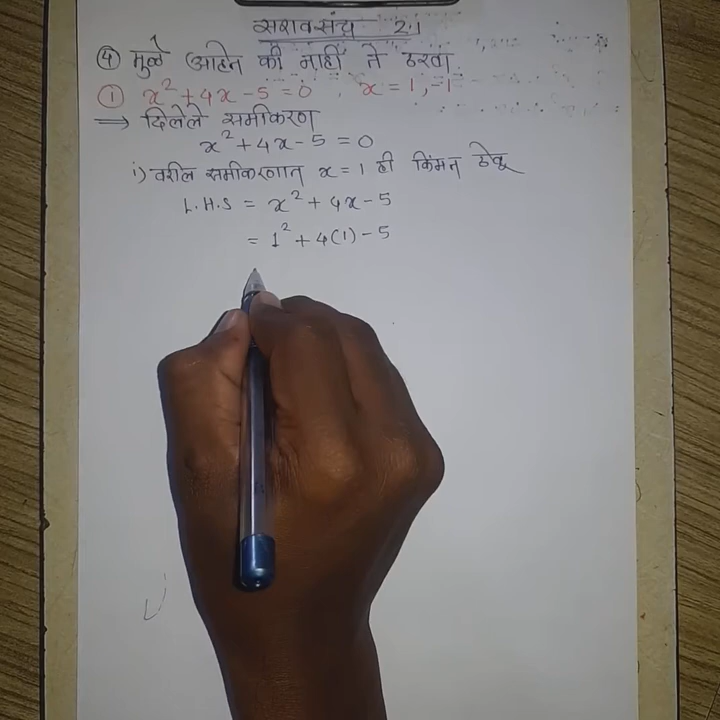 सरावसंच 2.1
④ मुळे आहेत की नाही ते ठरवा
① x² + 4x - 5 = 0 , x = 1, -1
⇒ दिलेले समीकरण
x² + 4x - 5 = 0
i) वरील समीकरणात x = 1 ही किंमत ठेवू
L.H.S = x² + 4x - 5
= 1² + 4(1) - 5